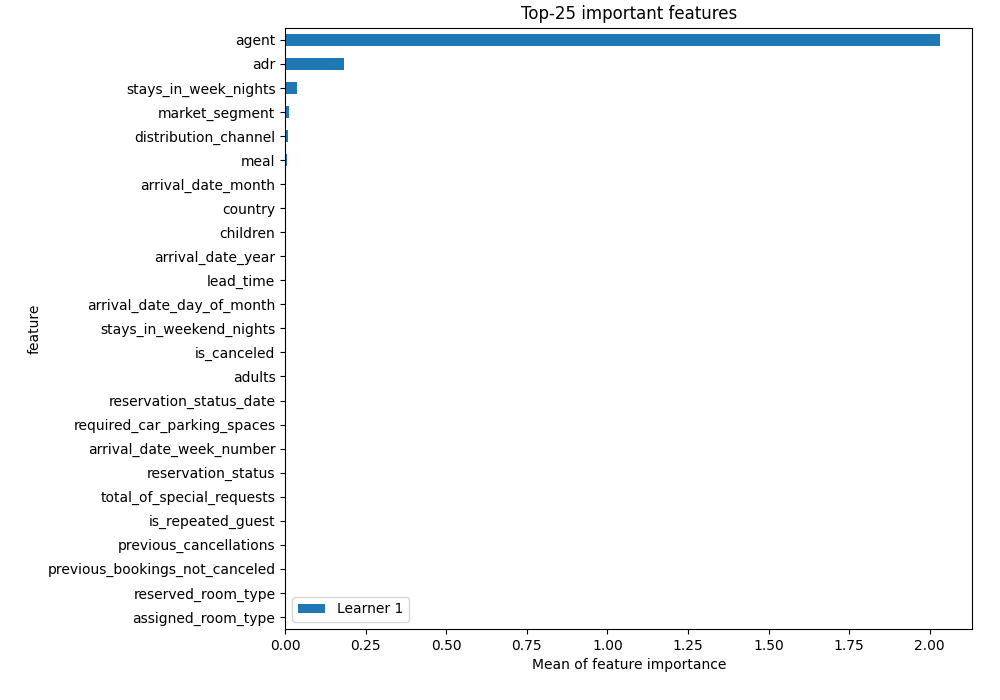 Top-25 important features
agent
adr
stays_in_week_nights
market_segment
distribution_channel
meal
arrival_date_month
country
children
arrival_date_year
lead_time
arrival_date_day_of_month
stays_in_weekend_nights
is_canceled
adults
reservation_status_date
required_car_parking_spaces
arrival_date_week_number
reservation_status
total_of_special_requests
is_repeated_guest
previous_cancellations
previous_bookings_not_canceled
reserved_room_type
assigned_room_type
feature
Learner 1
0.00 0.25 0.50 0.75 1.00 1.25 1.50 1.75 2.00
Mean of feature importance